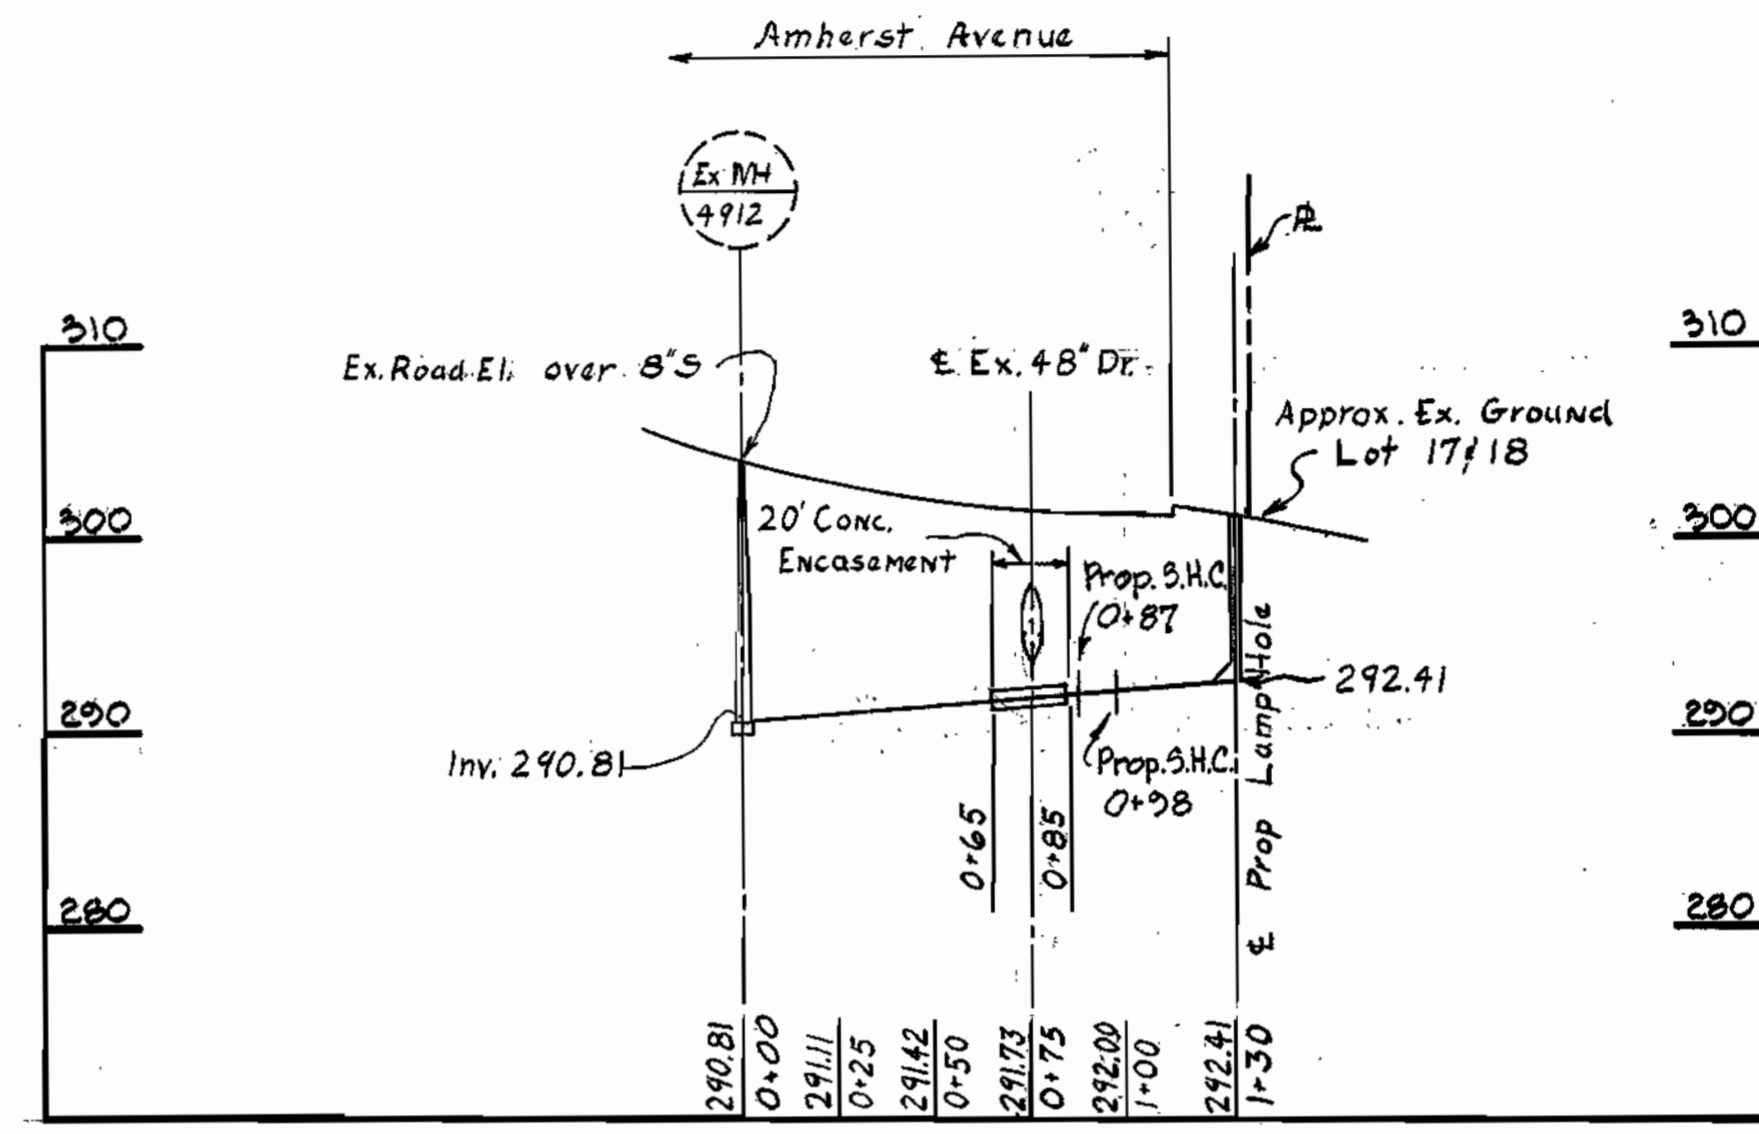 Amherst Avenue
Ex MH
4912
℄ Ex. 48" Dr.
Ex. Road El. over 8"S
Approx. Ex. Ground
Lot 17 & 18
310
310
300
300
290
290
280
280
20' Conc.
Encasement
Prop. S.H.C.
0+87
292.41
Inv. 290.81
Prop. S.H.C.
0+98
0+65
0+85
℄ Prop Lamp Hole
290.81
0+00
291.11
0+25
291.42
0+50
291.73
0+75
292.00
1+00
292.41
1+30